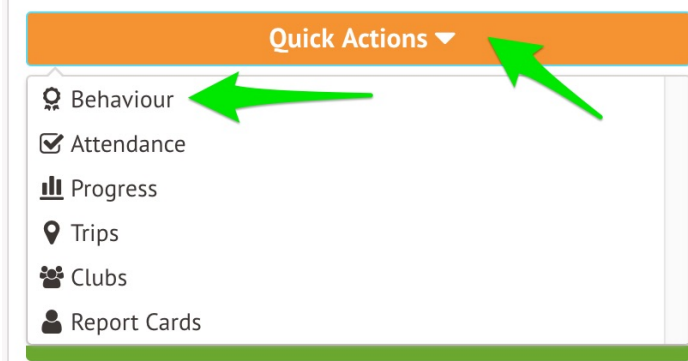 Quick Actions
Behaviour
Attendance
Progress
Trips
Clubs
Report Cards